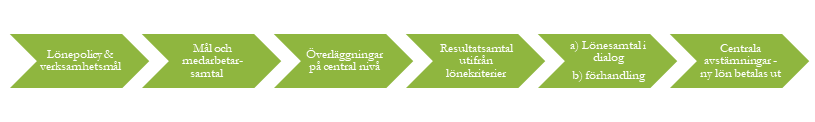 Lönepolicy &
verksamhetsmål
Mål och
medarbetar-
samtal
Överläggningar
på central nivå
Resultatsamtal
utifrån
lönekriterier
a) Lönesamtal i
dialog
b) förhandling
Centrala
avstämningar -
ny lön betalas ut